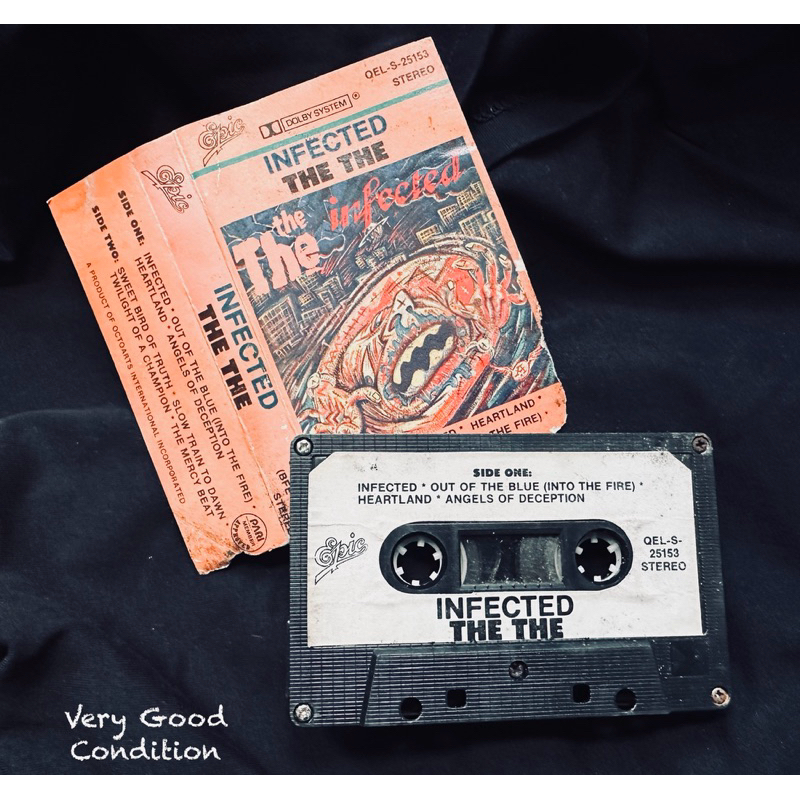 QEL-S-25153
STEREO
Epic
DOLBY SYSTEM
INFECTED
THE THE
the infected
The
HEARTLAND *
THE FIRE) *
Epic
INFECTED
THE THE
(BEE
STERE
SIDE ONE: INFECTED * OUT OF THE BLUE (INTO THE FIRE) *
HEARTLAND * ANGELS OF DECEPTION
SIDE TWO: SWEET BIRD OF TRUTH * SLOW TRAIN TO DAWN
TWILIGHT OF A CHAMPION * THE MERCY BEAT
A PRODUCT OF OCTOARTS INTERNATIONAL INCORPORATED
PARI
MEMBER
A
SIDE ONE:
INFECTED * OUT OF THE BLUE (INTO THE FIRE) *
HEARTLAND * ANGELS OF DECEPTION
Epic
QEL-S-
25153
STEREO
INFECTED
THE THE
Very Good
Condition